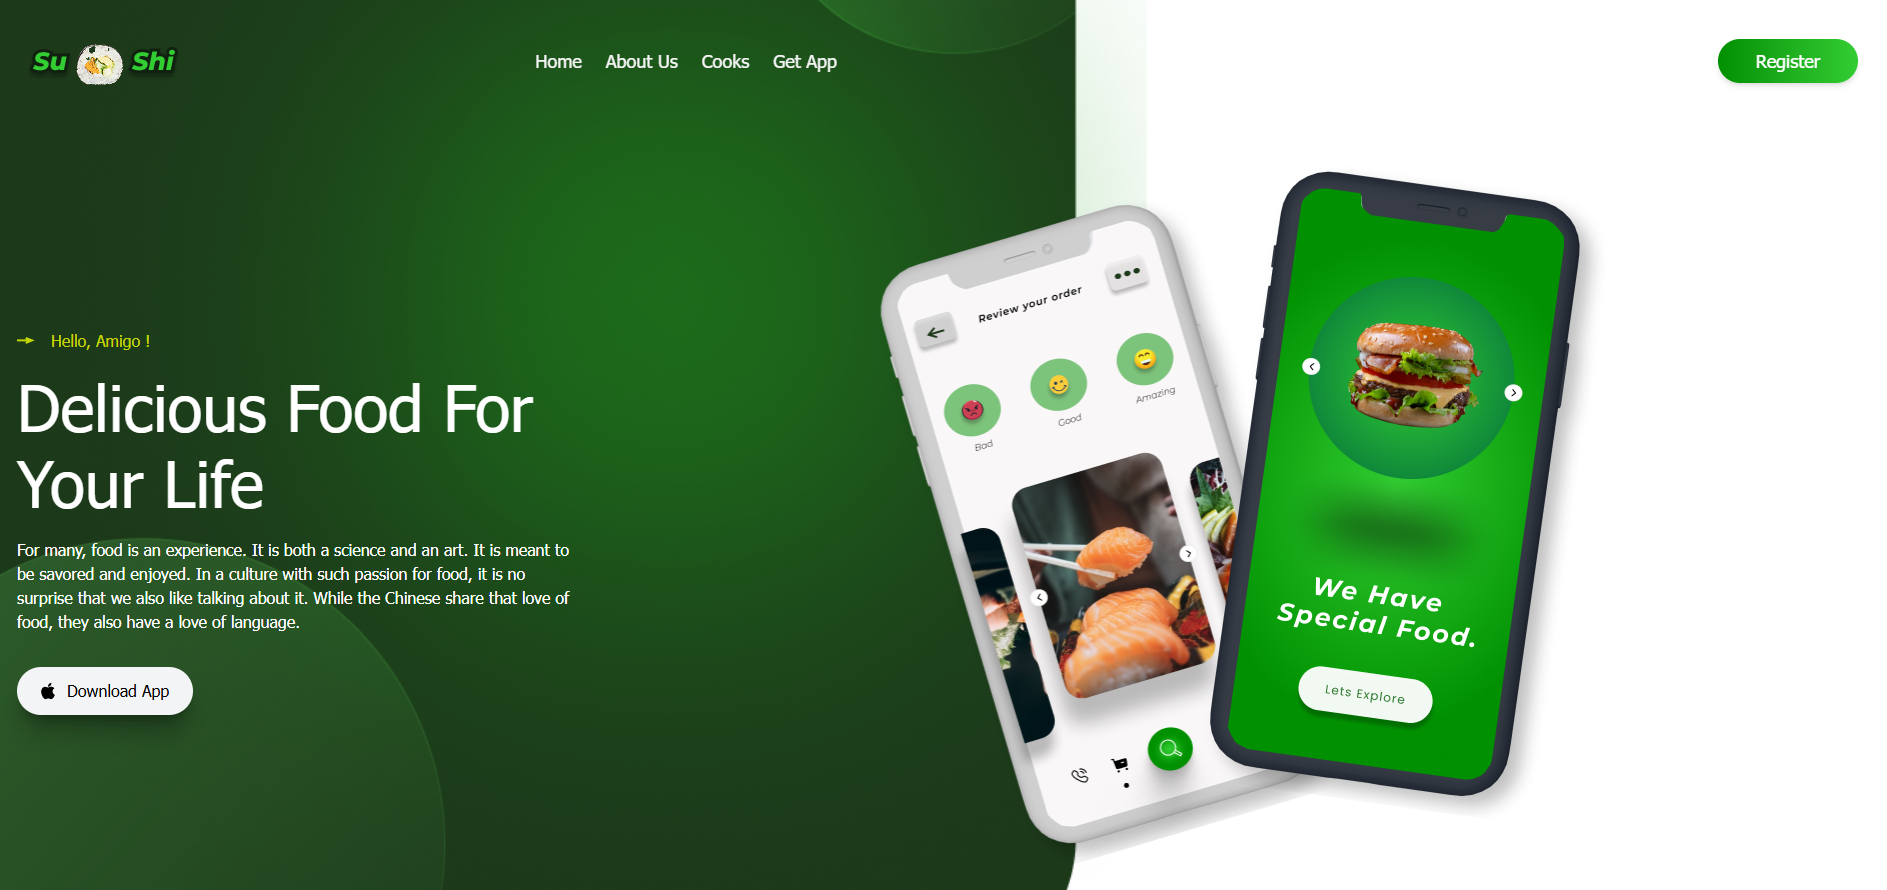 Su Shi
Home About Us Cooks Get App
Register
Hello, Amigo !
Delicious Food For
Your Life
For many, food is an experience. It is both a science and an art. It is meant to
be savored and enjoyed. In a culture with such passion for food, it is no
surprise that we also like talking about it. While the Chinese share that love of
food, they also have a love of language.
Download App
Review your order
Bad
Good
Amazing
We Have
Special Food.
Lets Explore